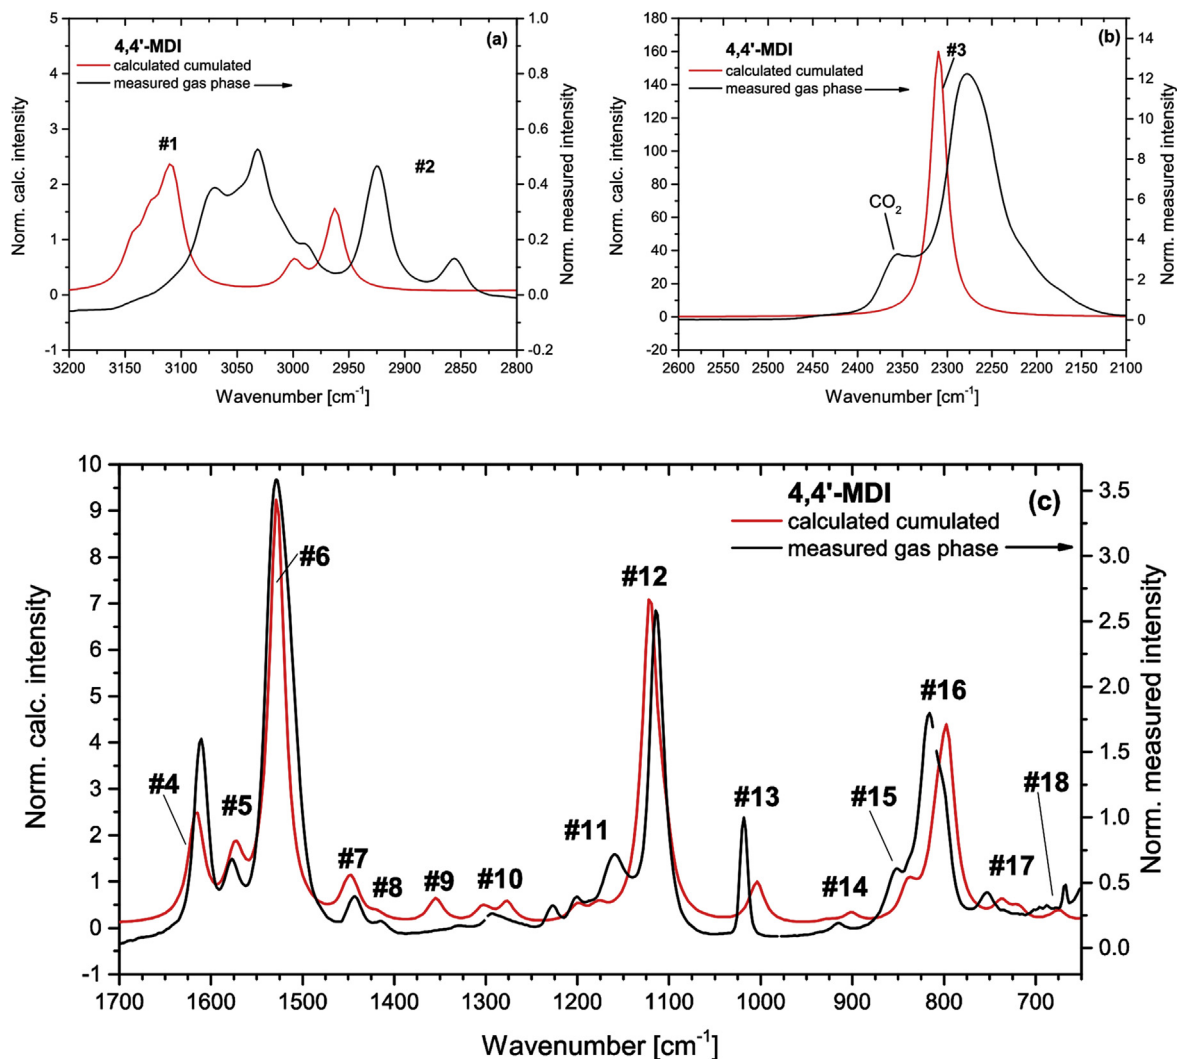 (a)
4,4'-MDI
calculated cumulated
measured gas phase
#1
#2
Norm. calc. intensity
5
4
3
2
1
0
-1
Norm. measured intensity
1.0
0.8
0.6
0.4
0.2
0.0
-0.2
3200 3150 3100 3050 3000 2950 2900 2850 2800
Wavenumber [cm-1]
(b)
4,4'-MDI
calculated cumulated
measured gas phase
#3
CO2
Norm. calc. intensity
180
160
140
120
100
80
60
40
20
0
-20
Norm. measured intensity
14
12
10
8
6
4
2
0
2600 2550 2500 2450 2400 2350 2300 2250 2200 2150 2100
Wavenumber [cm-1]
(c)
4,4'-MDI
calculated cumulated
measured gas phase
#4
#5
#6
#7
#8
#9
#10
#11
#12
#13
#14
#15
#16
#17
#18
Norm. calc. intensity
10
9
8
7
6
5
4
3
2
1
0
-1
Norm. measured intensity
3.5
3.0
2.5
2.0
1.5
1.0
0.5
0.0
1700 1600 1500 1400 1300 1200 1100 1000 900 800 700
Wavenumber [cm-1]